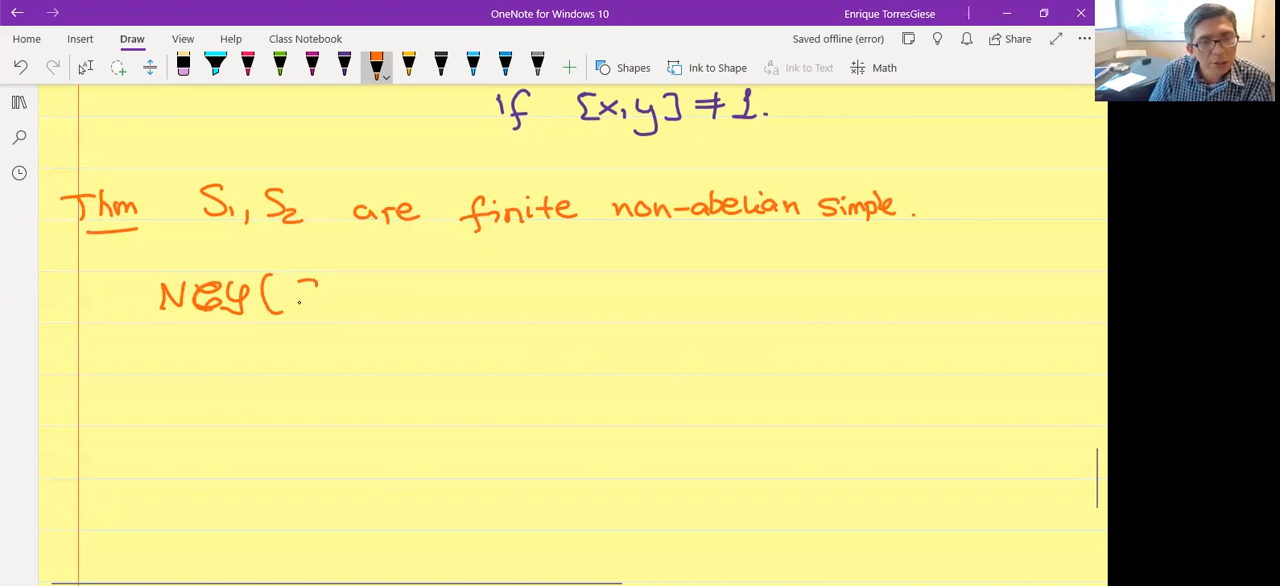 OneNote for Windows 10
Enrique TorresGiese
Home Insert Draw View Help Class Notebook
Saved offline (error) Share
Shapes Ink to Shape Ink to Text Math
if [x,y] ≠ 1.
Thm S₁, S₂ are finite non-abelian simple.